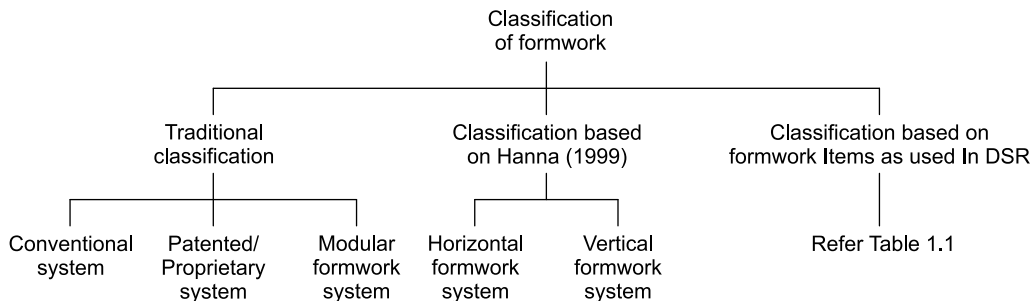 Classification
of formwork
Traditional
classification
Classification based
on Hanna (1999)
Classification based on
formwork Items as used In DSR
Conventional
system
Patented/
Proprietary
system
Modular
formwork
system
Horizontal
formwork
system
Vertical
formwork system
Refer Table 1.1